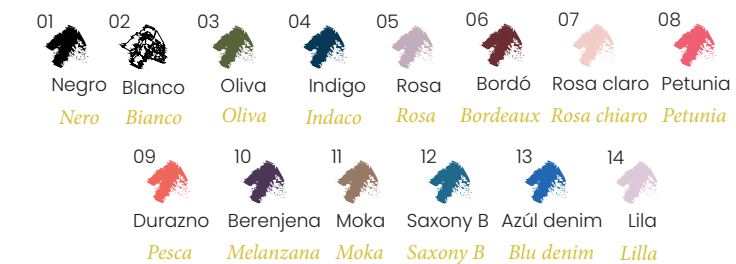 01 02 03 04 05 06 07 08
Negro Blanco Oliva Indigo Rosa Bordó Rosa claro Petunia
Nero Bianco Oliva Indaco Rosa Bordeaux Rosa chiaro Petunia
09 10 11 12 13 14
Durazno Berenjena Moka Saxony B Azúl denim Lila
Pesca Melanzana Moka Saxony B Blu denim Lilla